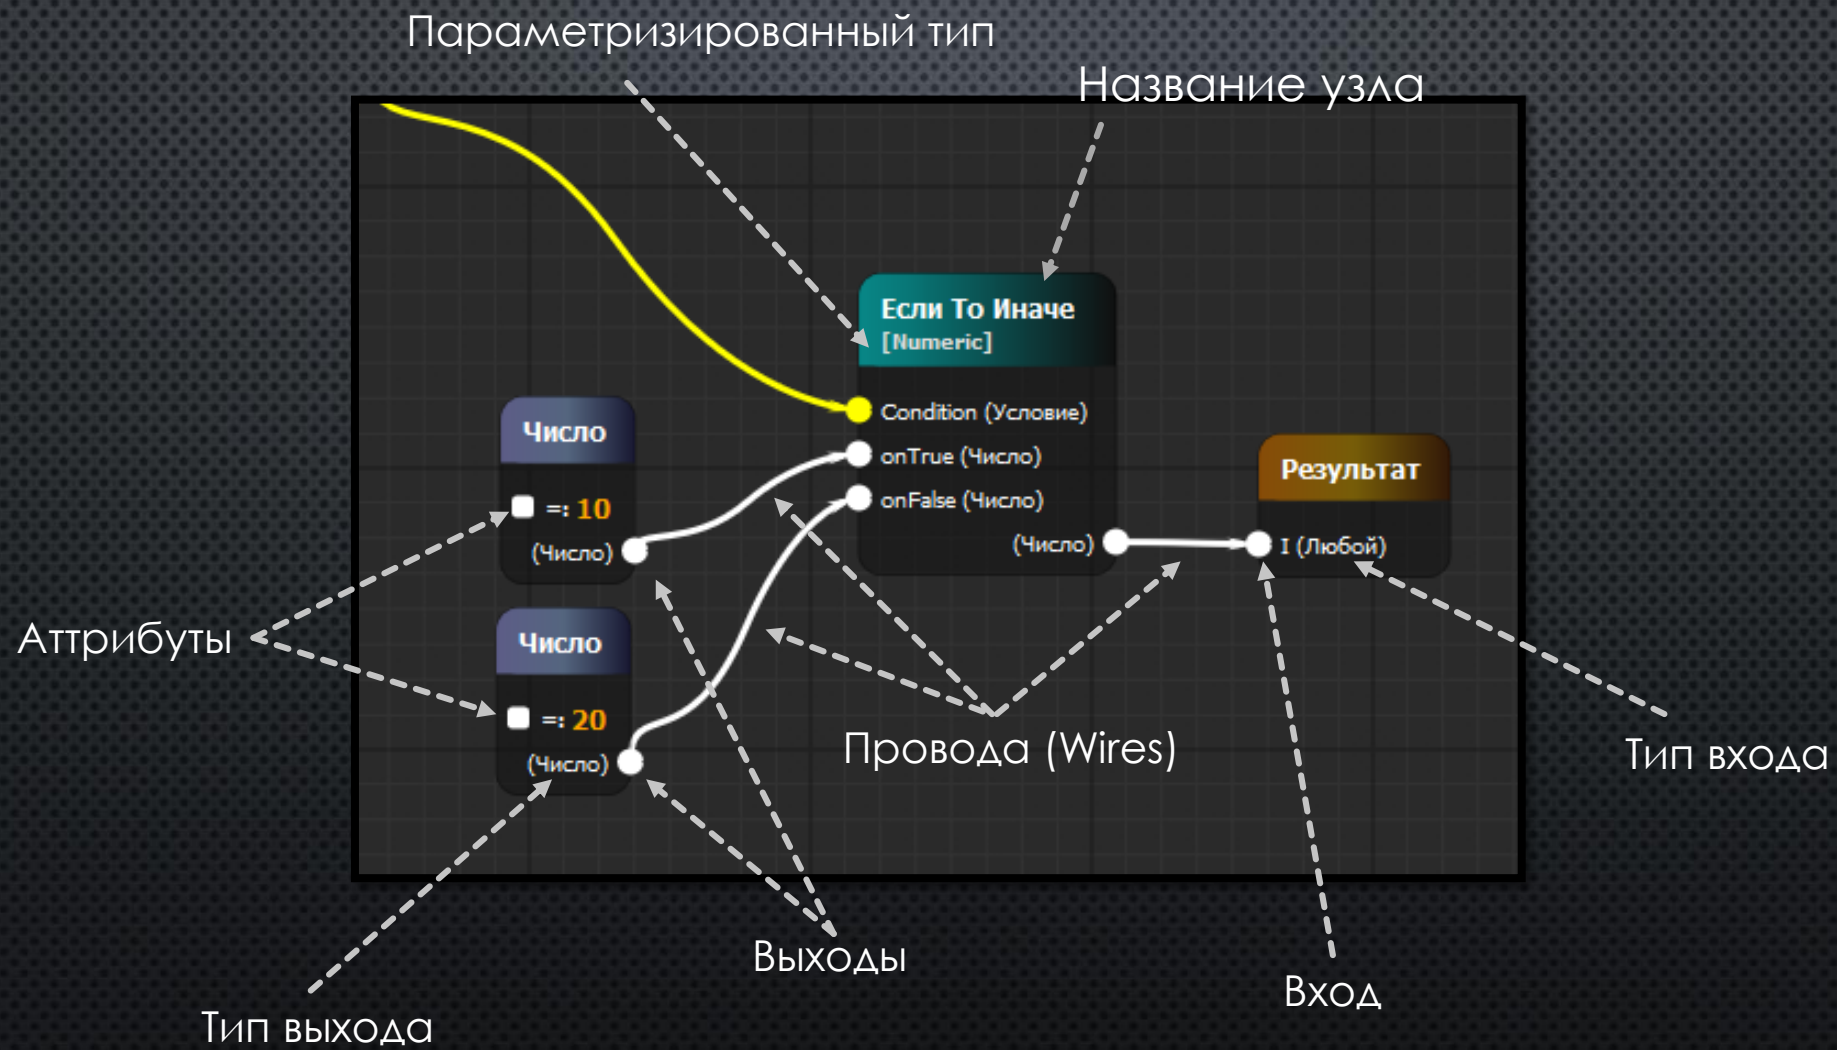 Параметризированный тип
Название узла
Если То Иначе
[Numeric]
Condition (Условие)
onTrue (Число)
onFalse (Число)
(Число)
Число
=: 10
(Число)
Число
=: 20
(Число)
Результат
I (Любой)
Аттрибуты
Провода (Wires)
Тип входа
Выходы
Вход
Тип выхода